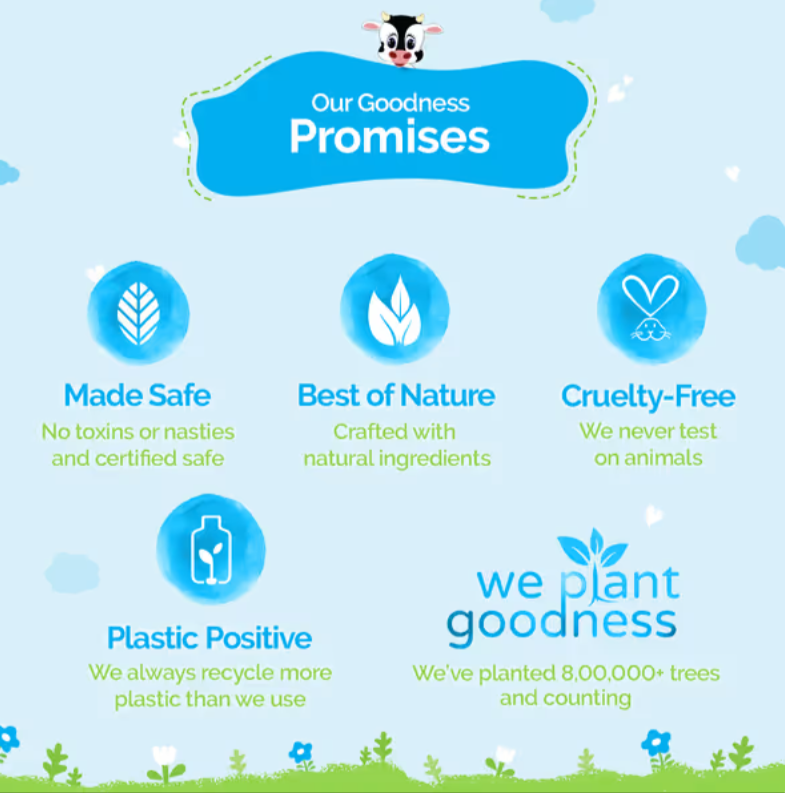 Our Goodness
Promises
Made Safe
No toxins or nasties
and certified safe
Best of Nature
Crafted with
natural ingredients
Cruelty-Free
We never test
on animals
Plastic Positive
We always recycle more
plastic than we use
we plant
goodness
We've planted 8,00,000+ trees
and counting